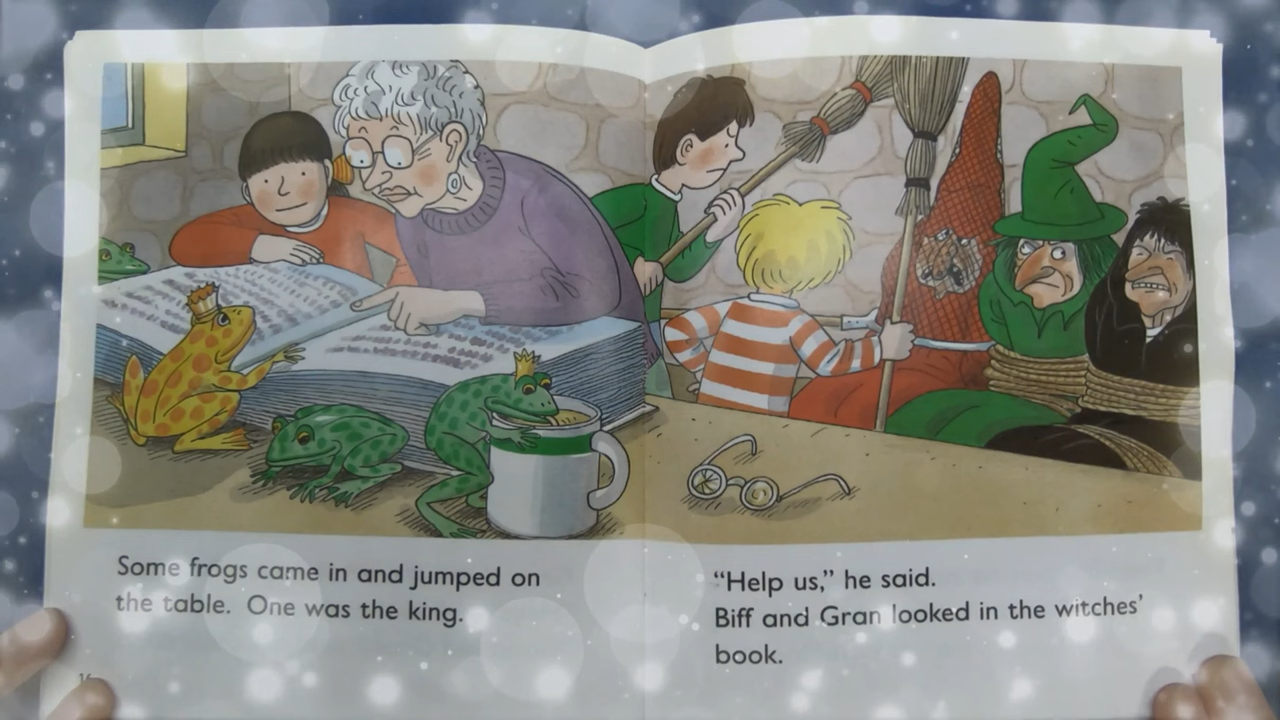 Some frogs came in and jumped on
the table. One was the king.
“Help us,” he said.
Biff and Gran looked in the witches’
book.